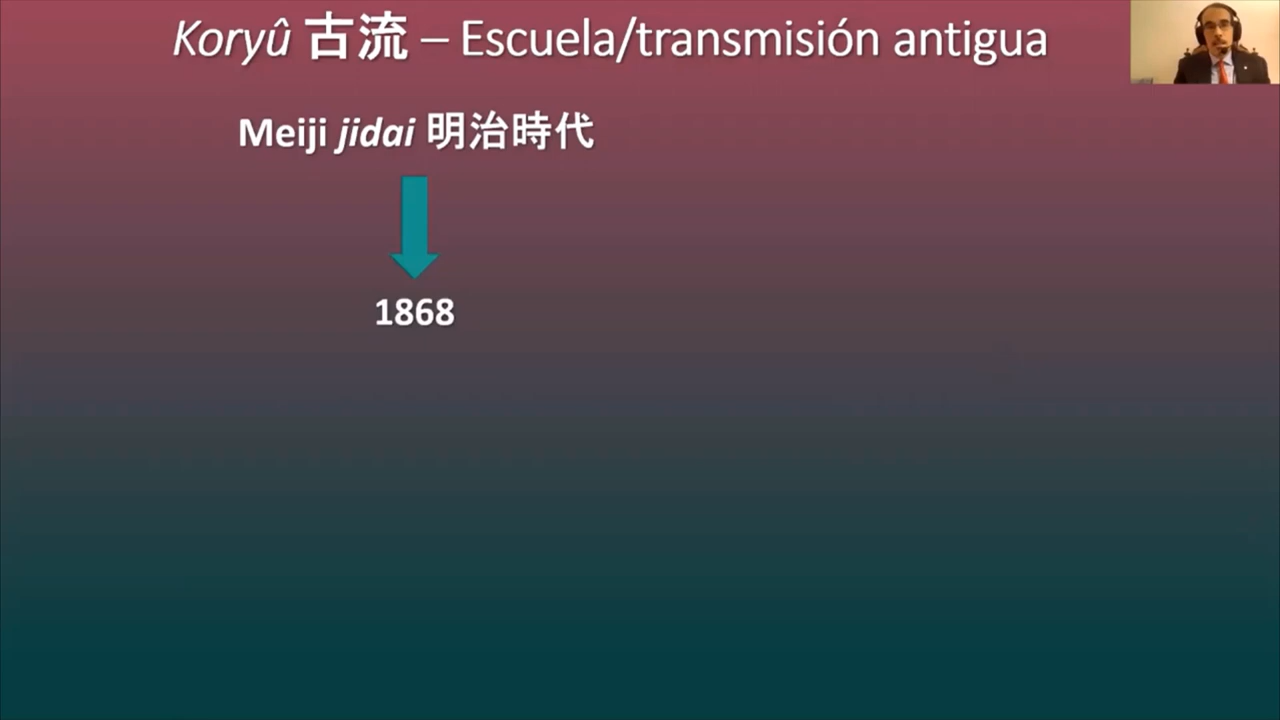 Koryû 古流 – Escuela/transmisión antigua
Meiji jidai 明治時代
1868